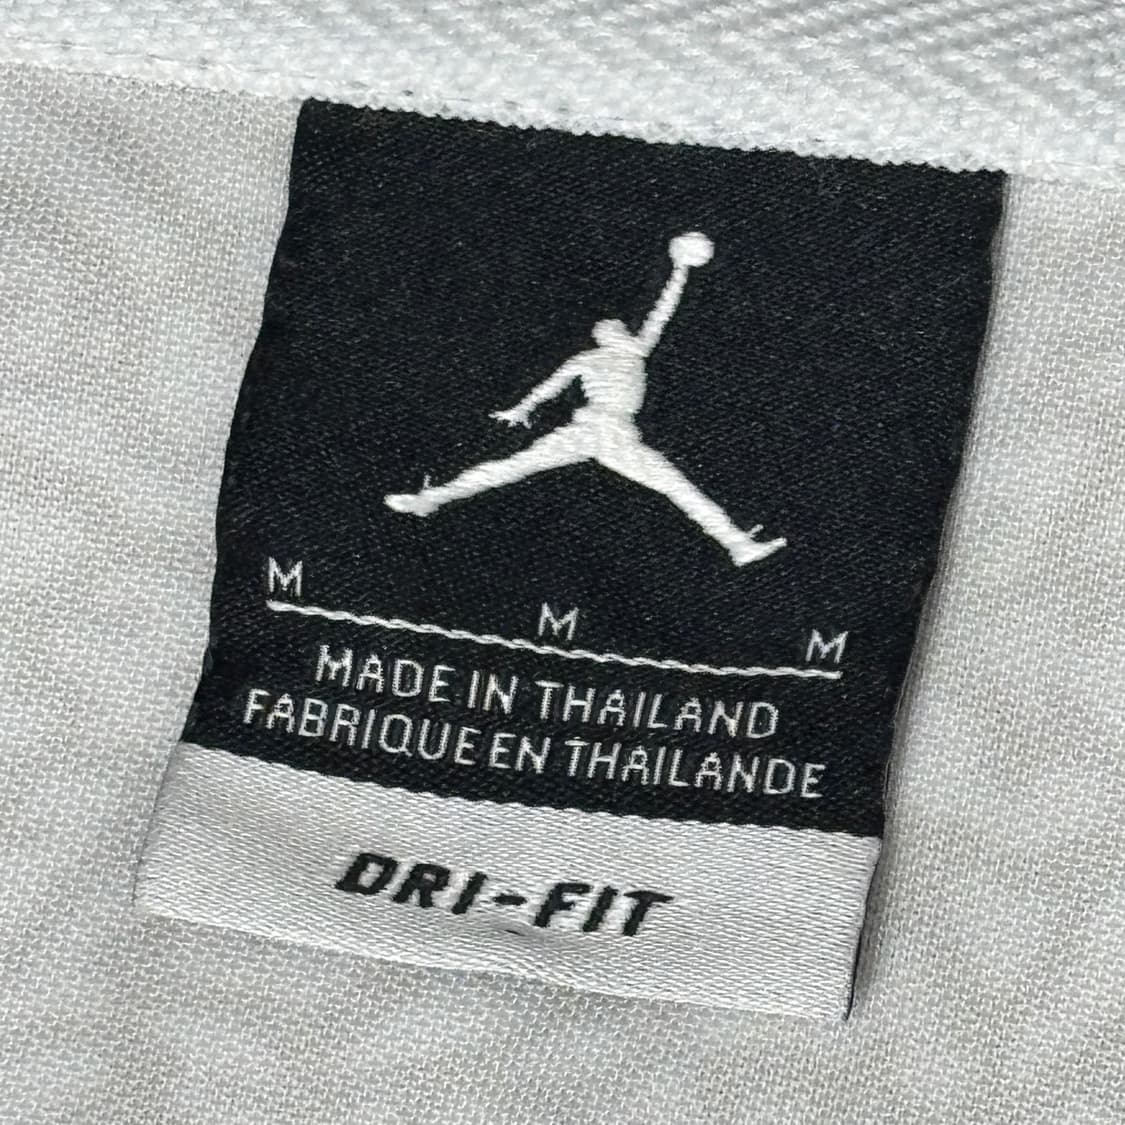 M M M
MADE IN THAILAND
FABRIQUE EN THAILANDE
DRI-FIT